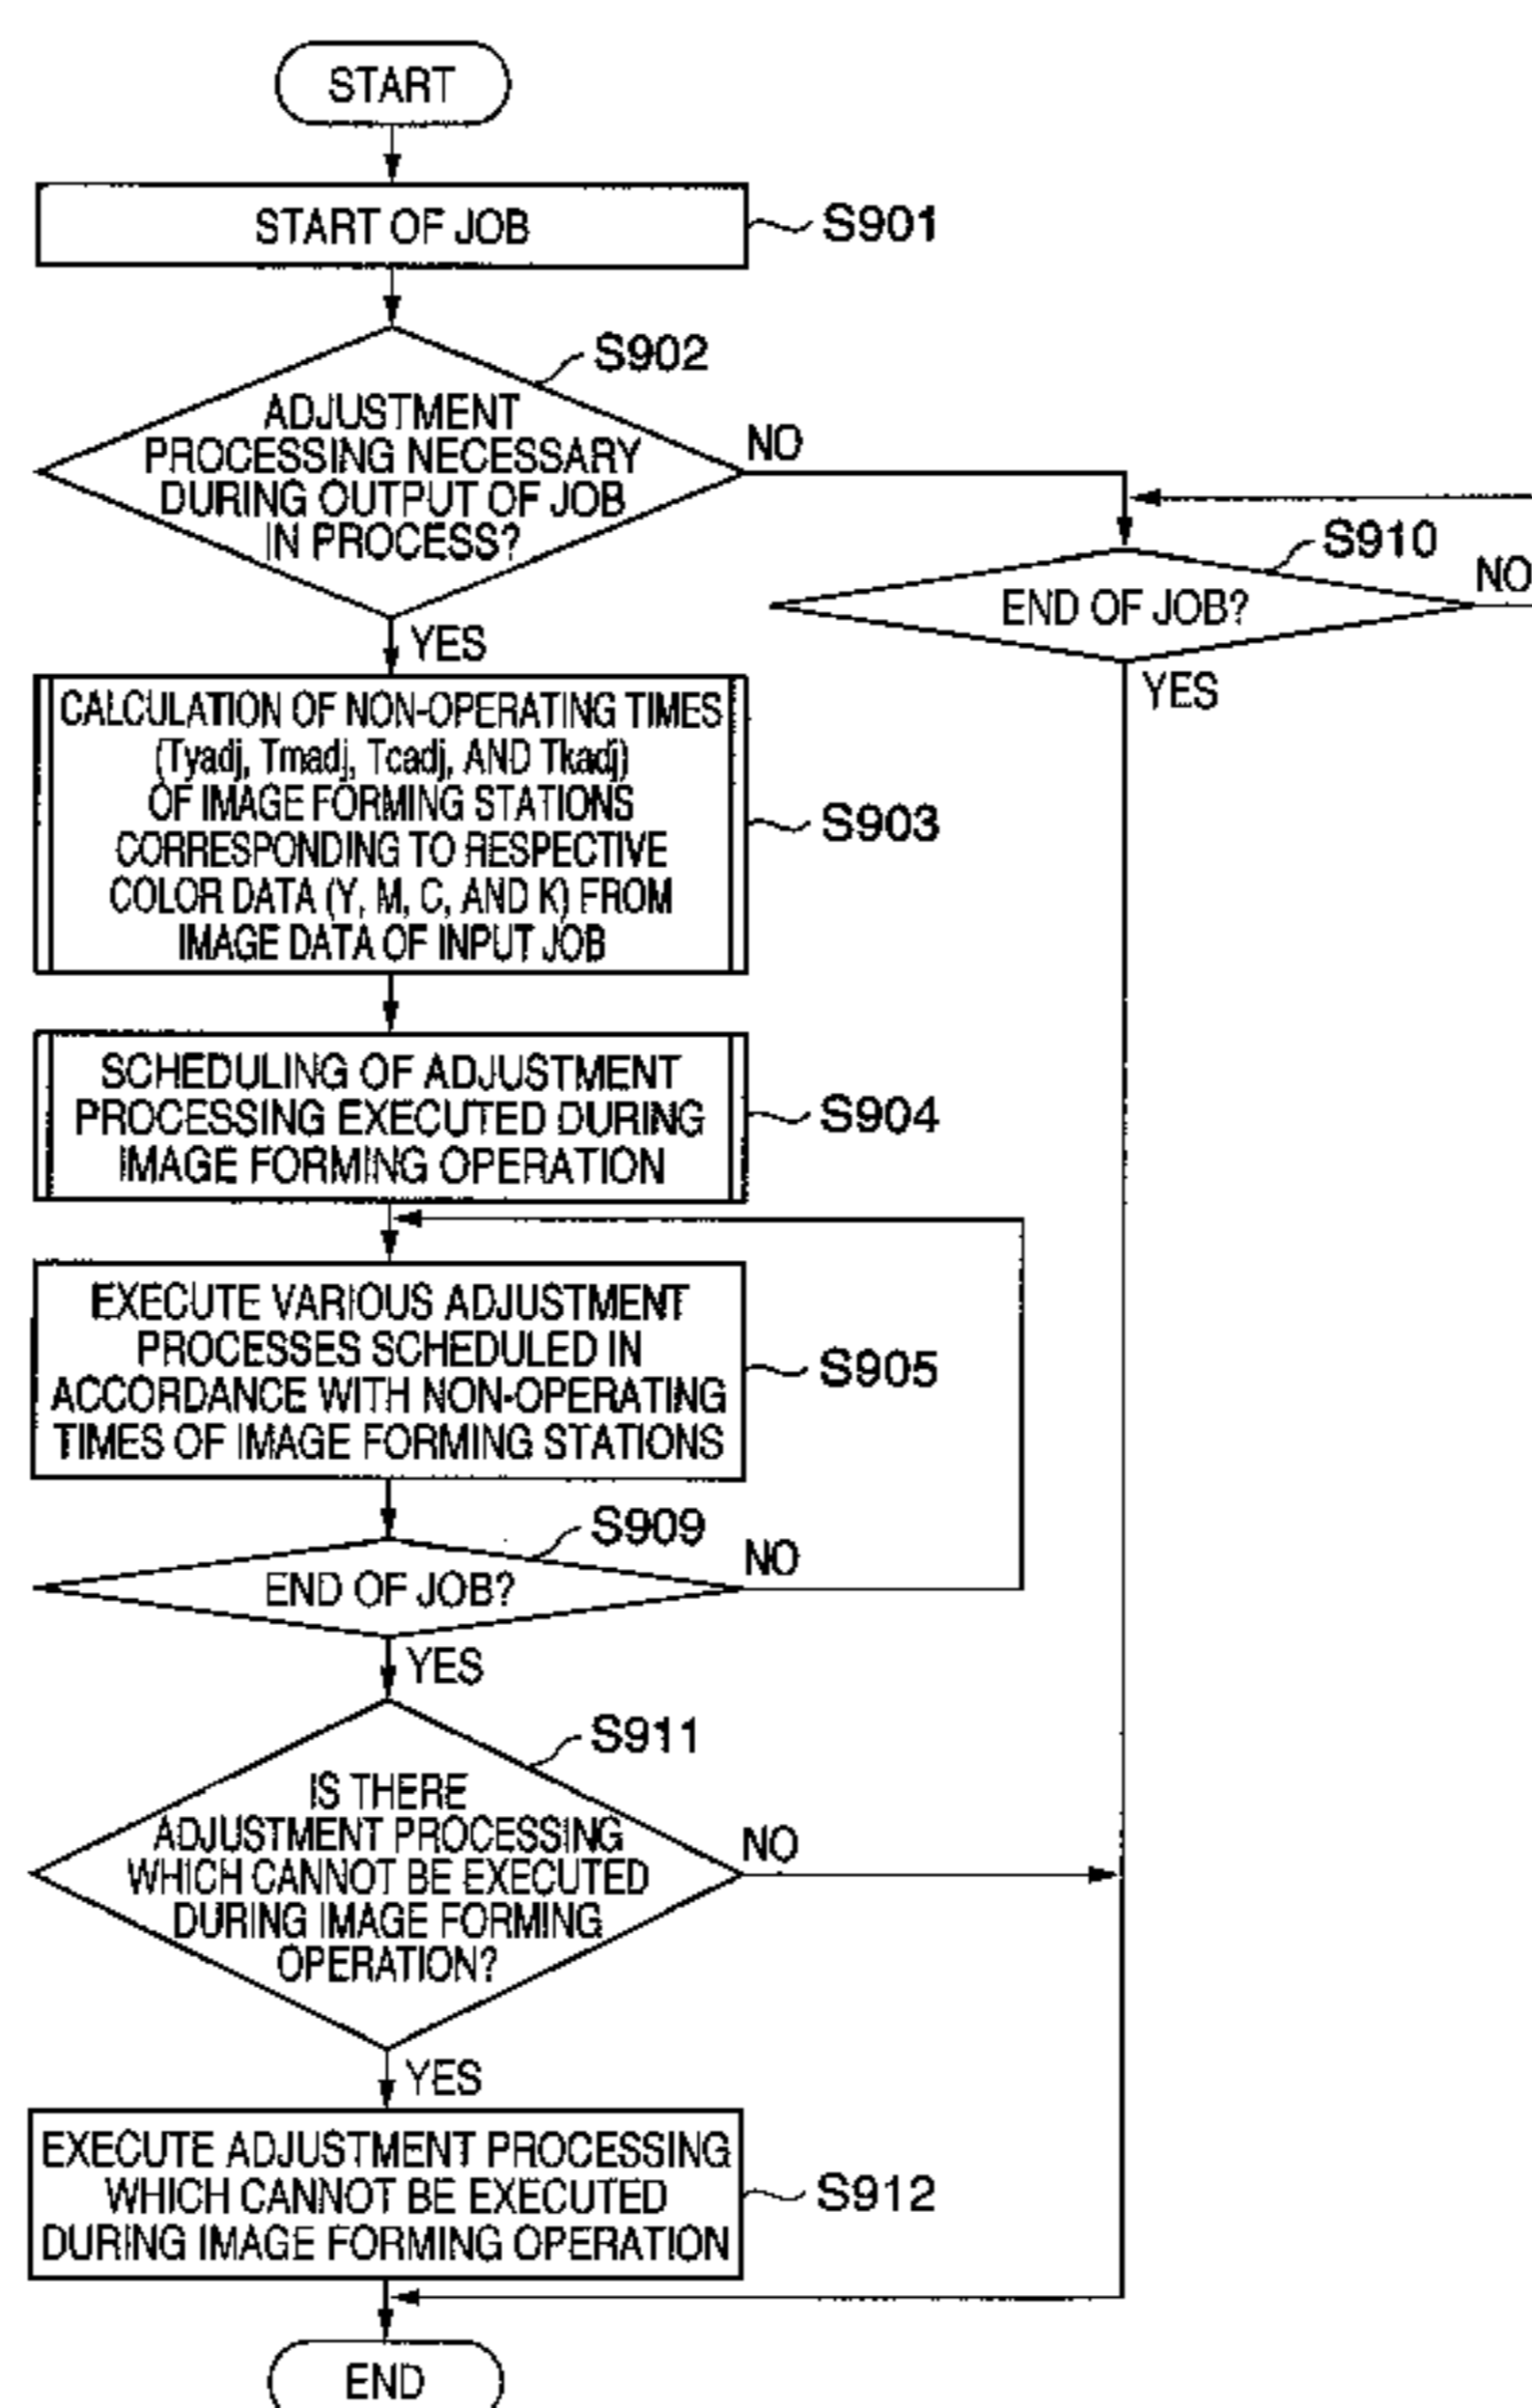 START
START OF JOB
S901
S902
ADJUSTMENT
PROCESSING NECESSARY
DURING OUTPUT OF JOB
IN PROCESS?
NO
YES
S910
END OF JOB?
NO
YES
CALCULATION OF NON-OPERATING TIMES
(Tyadj, Tmadj, Tcadj, AND Tkadj)
OF IMAGE FORMING STATIONS
CORRESPONDING TO RESPECTIVE
COLOR DATA (Y, M, C, AND K) FROM
IMAGE DATA OF INPUT JOB
S903
SCHEDULING OF ADJUSTMENT
PROCESSING EXECUTED DURING
IMAGE FORMING OPERATION
S904
EXECUTE VARIOUS ADJUSTMENT
PROCESSES SCHEDULED IN
ACCORDANCE WITH NON-OPERATING
TIMES OF IMAGE FORMING STATIONS
S905
S909
END OF JOB?
NO
YES
S911
IS THERE
ADJUSTMENT PROCESSING
WHICH CANNOT BE EXECUTED
DURING IMAGE FORMING
OPERATION?
NO
YES
EXECUTE ADJUSTMENT PROCESSING
WHICH CANNOT BE EXECUTED
DURING IMAGE FORMING OPERATION
S912
END